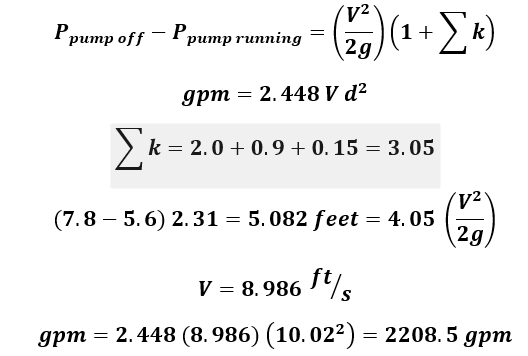 P_pump off − P_pump running = (V²/2g)(1 + ∑ k)
gpm = 2.448 V d²
∑ k = 2.0 + 0.9 + 0.15 = 3.05
(7.8 − 5.6) 2.31 = 5.082 feet = 4.05 (V²/2g)
V = 8.986 ft/s
gpm = 2.448 (8.986) (10.02²) = 2208.5 gpm